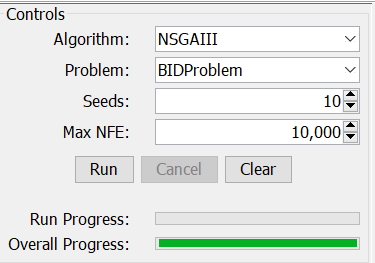 Controls
Algorithm: NSGAIII
Problem: BIDProblem
Seeds: 10
Max NFE: 10,000
Run Cancel Clear
Run Progress:
Overall Progress: